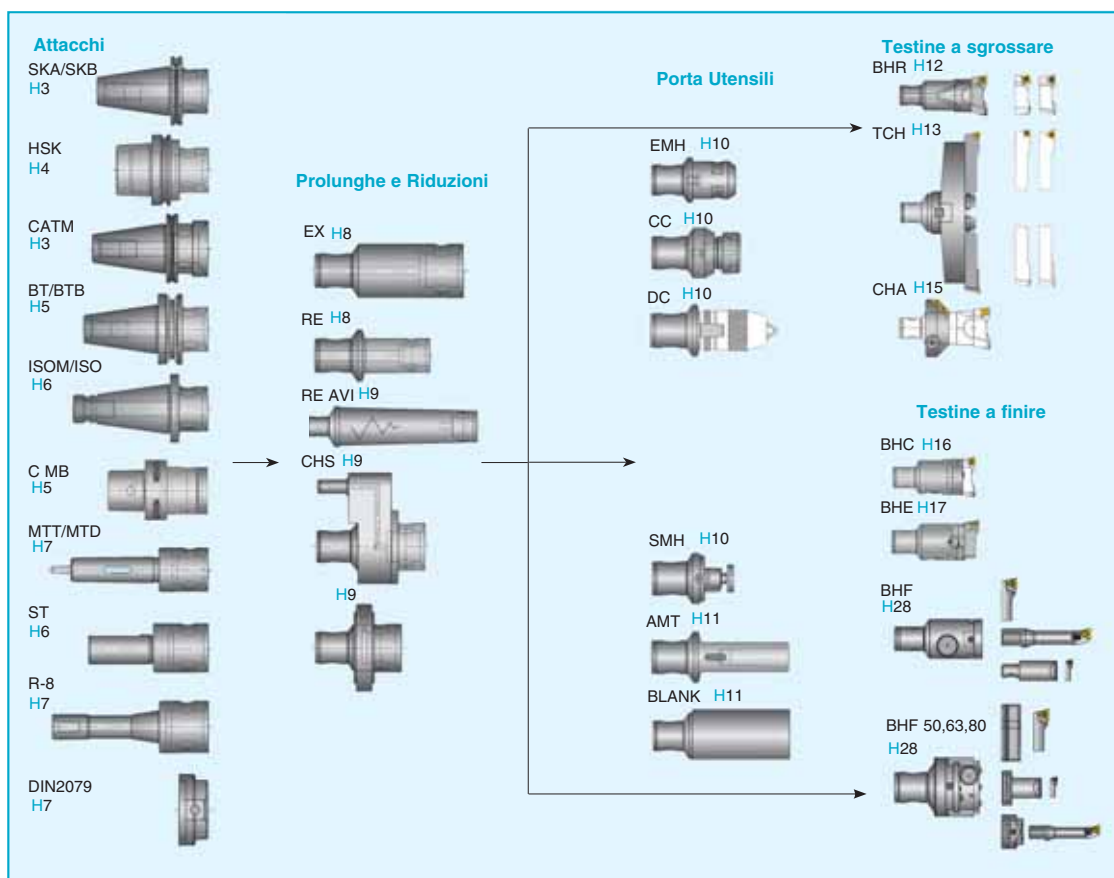 Attacchi
SKA/SKB
H3
HSK
H4
CATM
H3
BT/BTB
H5
ISOM/ISO
H6
C MB
H5
MTT/MTD
H7
ST
H6
R-8
H7
DIN2079
H7
Prolunghe e Riduzioni
EX H8
RE H8
RE AVI H9
CHS H9
H9
Porta Utensili
EMH H10
CC H10
DC H10
SMH H10
AMT H11
BLANK H11
Testine a sgrossare
BHR H12
TCH H13
CHA H15
Testine a finire
BHC H16
BHE H17
BHF
H28
BHF 50,63,80
H28